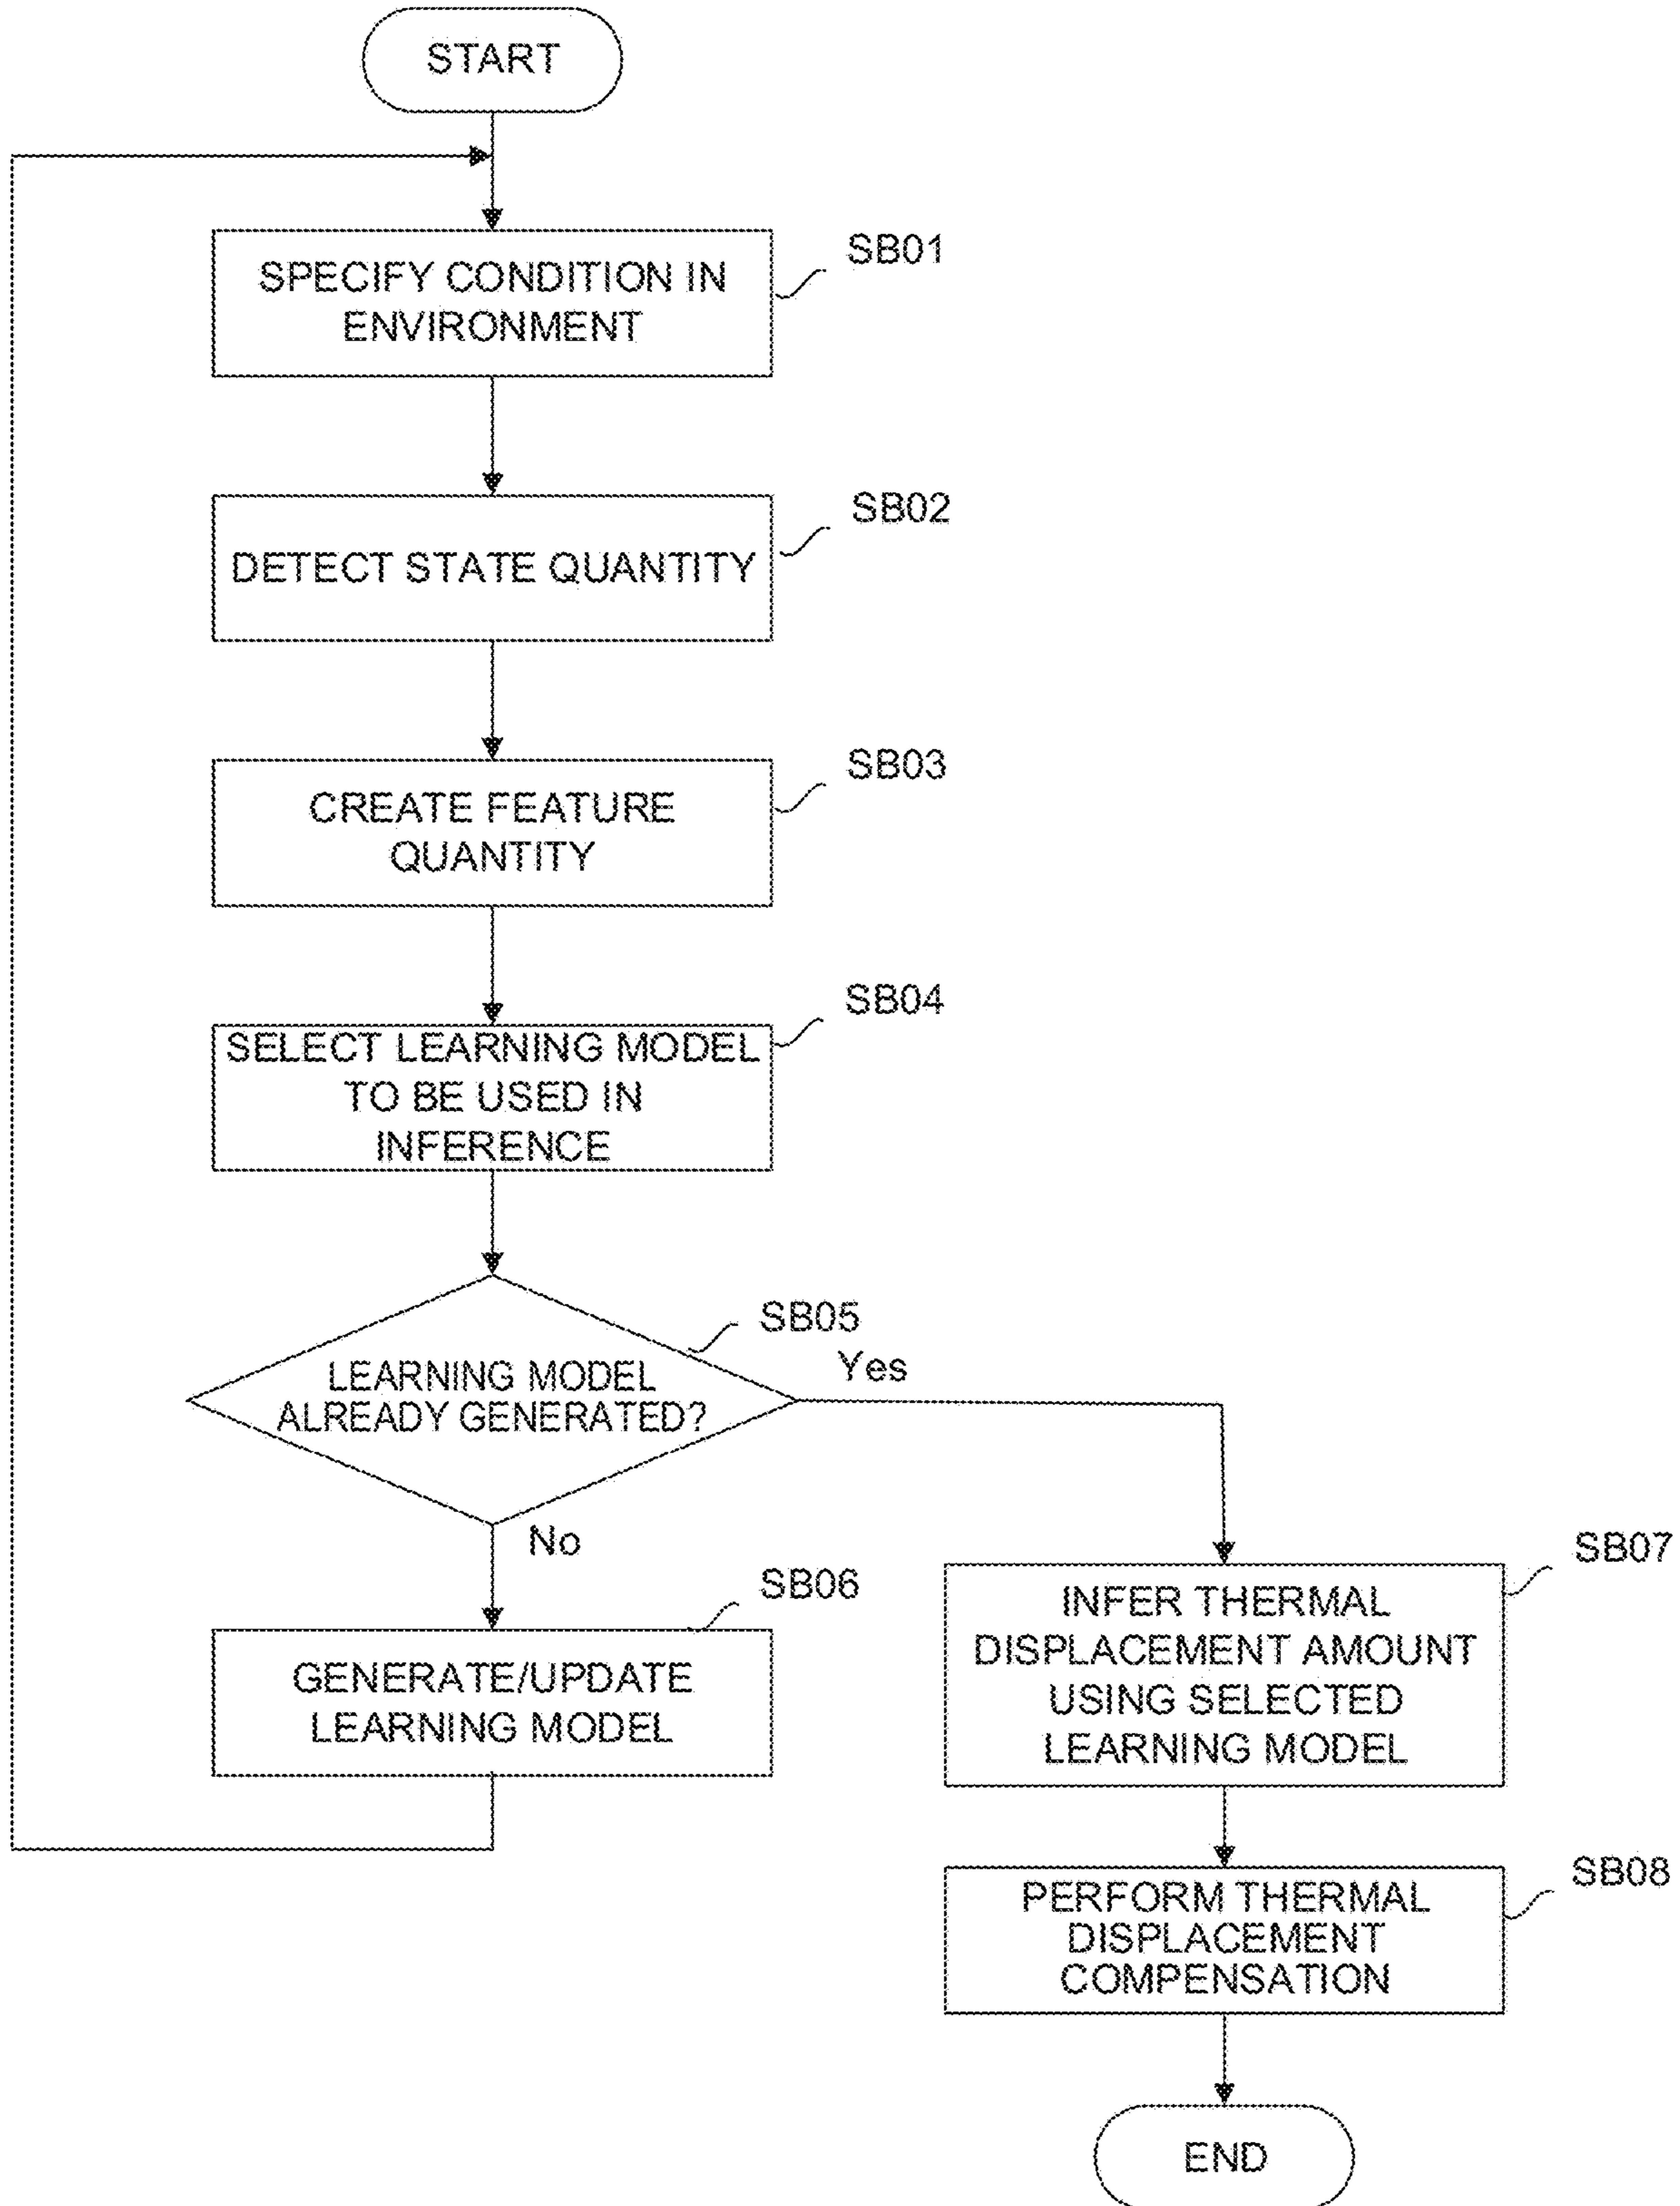 START
SPECIFY CONDITION IN
ENVIRONMENT
SB01
DETECT STATE QUANTITY
SB02
CREATE FEATURE
QUANTITY
SB03
SELECT LEARNING MODEL
TO BE USED IN
INFERENCE
SB04
LEARNING MODEL
ALREADY GENERATED?
SB05
Yes
No
GENERATE/UPDATE
LEARNING MODEL
SB06
INFER THERMAL
DISPLACEMENT AMOUNT
USING SELECTED
LEARNING MODEL
SB07
PERFORM THERMAL
DISPLACEMENT
COMPENSATION
SB08
END